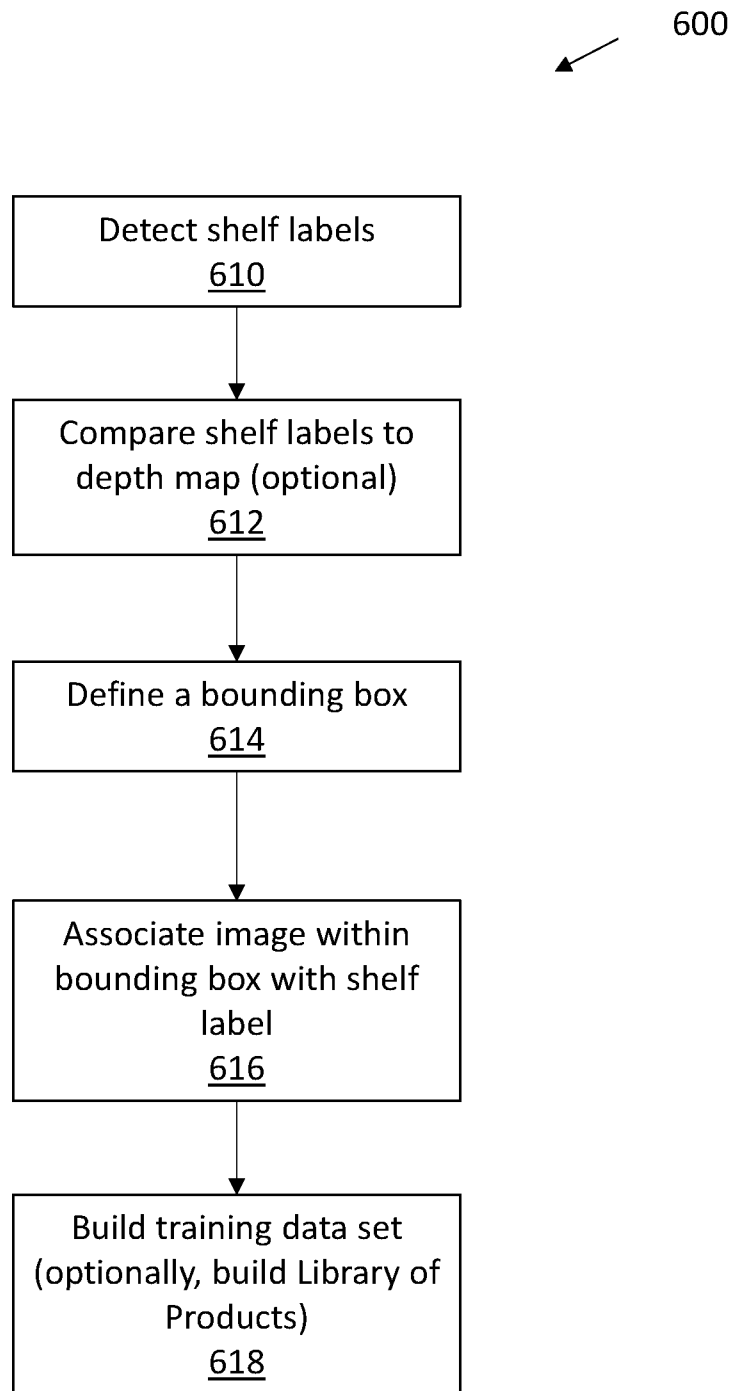 600
Detect shelf labels
610
Compare shelf labels to
depth map (optional)
612
Define a bounding box
614
Associate image within
bounding box with shelf
label
616
Build training data set
(optionally, build Library of
Products)
618